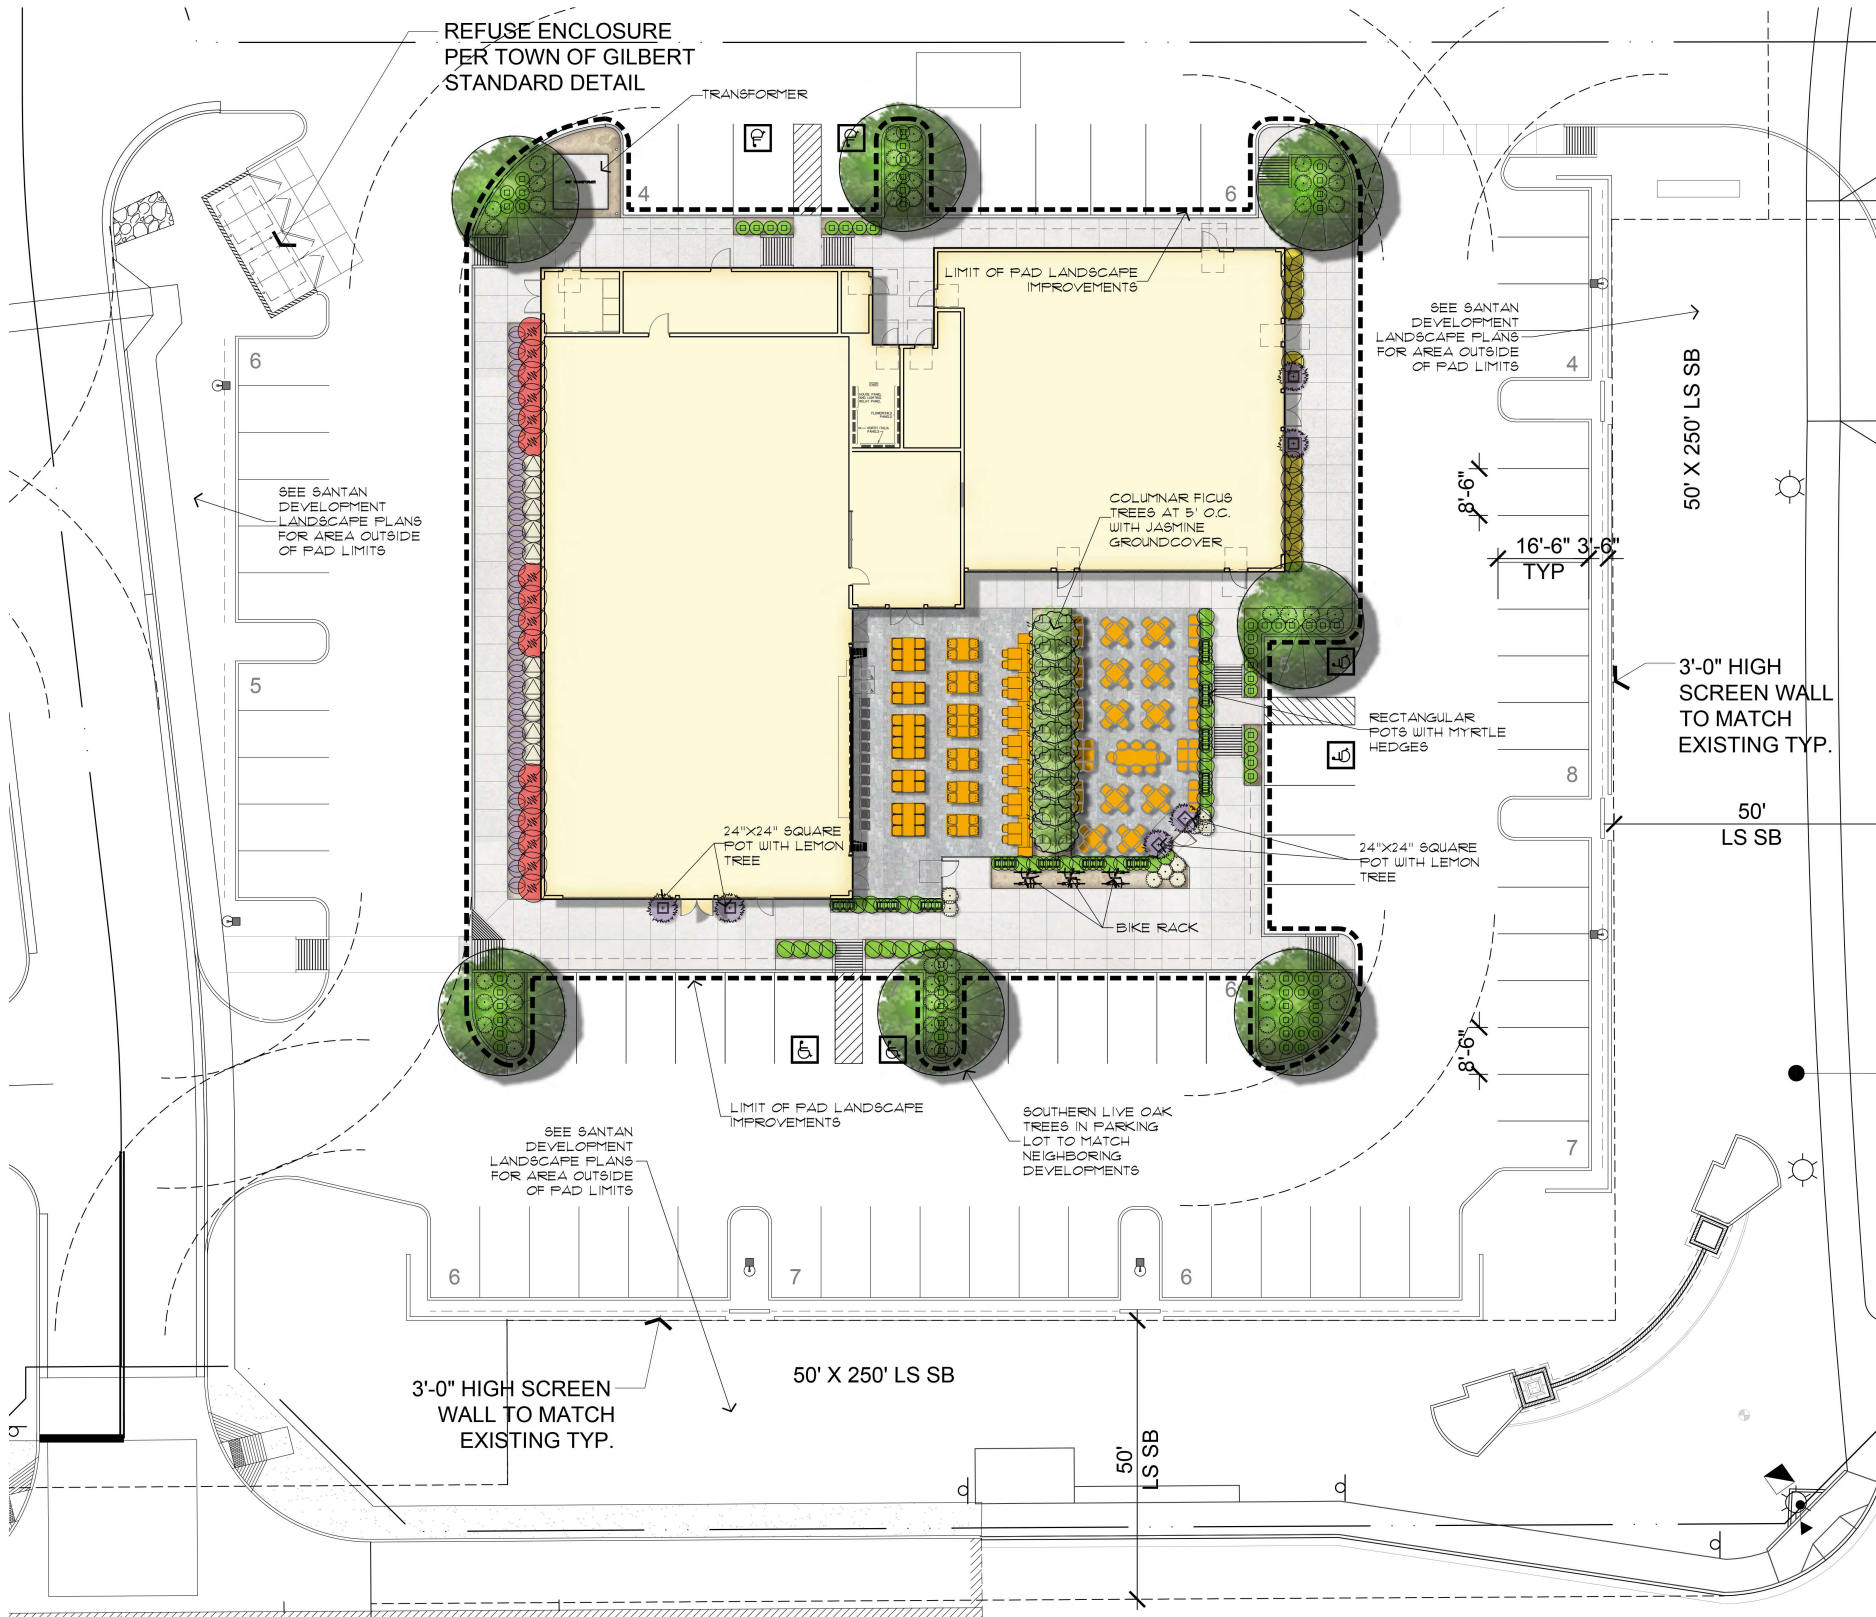 REFUSE ENCLOSURE
PER TOWN OF GILBERT
STANDARD DETAIL
TRANSFORMER
4
6
LIMIT OF PAD LANDSCAPE
IMPROVEMENTS
SEE SANTAN
DEVELOPMENT
LANDSCAPE PLANS
FOR AREA OUTSIDE
OF PAD LIMITS
6
4
50' X 250' LS SB
SEE SANTAN
DEVELOPMENT
LANDSCAPE PLANS
FOR AREA OUTSIDE
OF PAD LIMITS
COLUMNAR FICUS
TREES AT 5' O.C.
WITH JASMINE
GROUNDCOVER
8'-6"
16'-6" 3'-6"
TYP
5
5
3'-0" HIGH
SCREEN WALL
TO MATCH
EXISTING TYP.
RECTANGULAR
POTS WITH MYRTLE
HEDGES
8
50'
LS SB
24"X24" SQUARE
POT WITH LEMON
TREE
24"X24" SQUARE
POT WITH LEMON
TREE
BIKE RACK
6
8'-6"
LIMIT OF PAD LANDSCAPE
IMPROVEMENTS
SOUTHERN LIVE OAK
TREES IN PARKING
LOT TO MATCH
NEIGHBORING
DEVELOPMENTS
SEE SANTAN
DEVELOPMENT
LANDSCAPE PLANS
FOR AREA OUTSIDE
OF PAD LIMITS
7
6
7
6
3'-0" HIGH SCREEN
WALL TO MATCH
EXISTING TYP.
50' X 250' LS SB
50'
LS SB